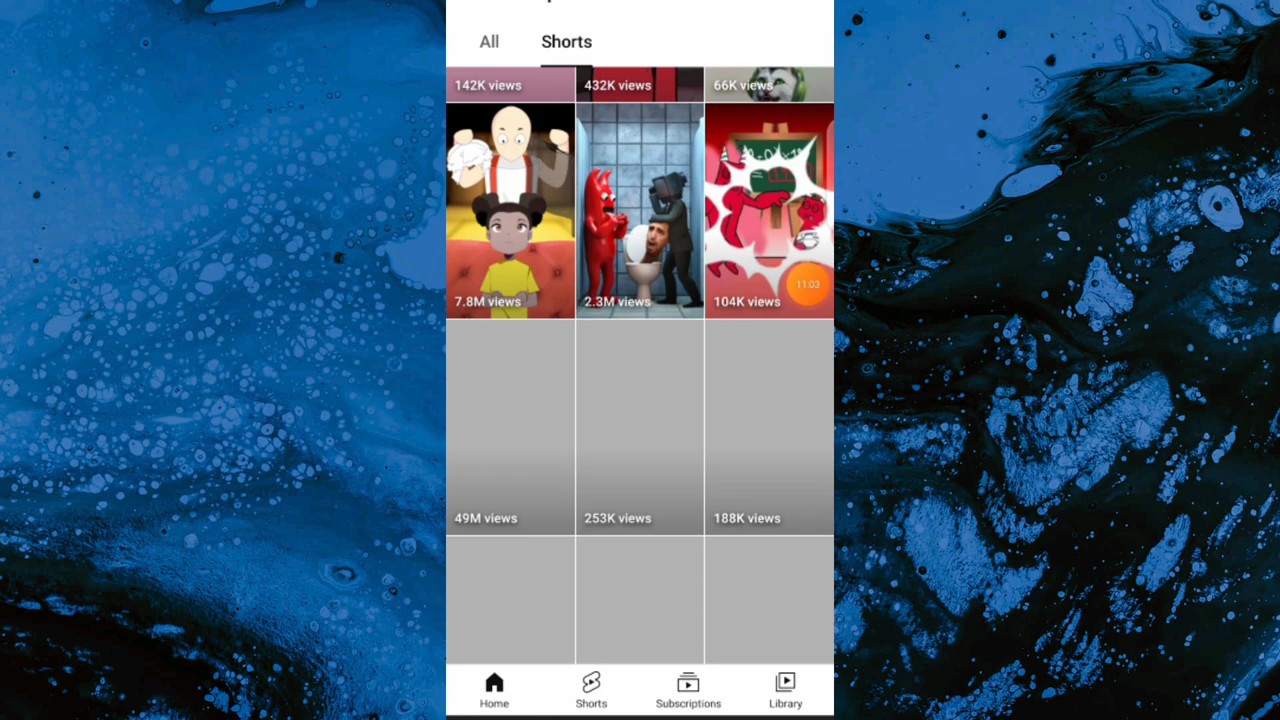 All Shorts
142K views 432K views 66K views
7.8M views 2.3M views 104K views
11:03
49M views 253K views 188K views
Home Shorts Subscriptions Library